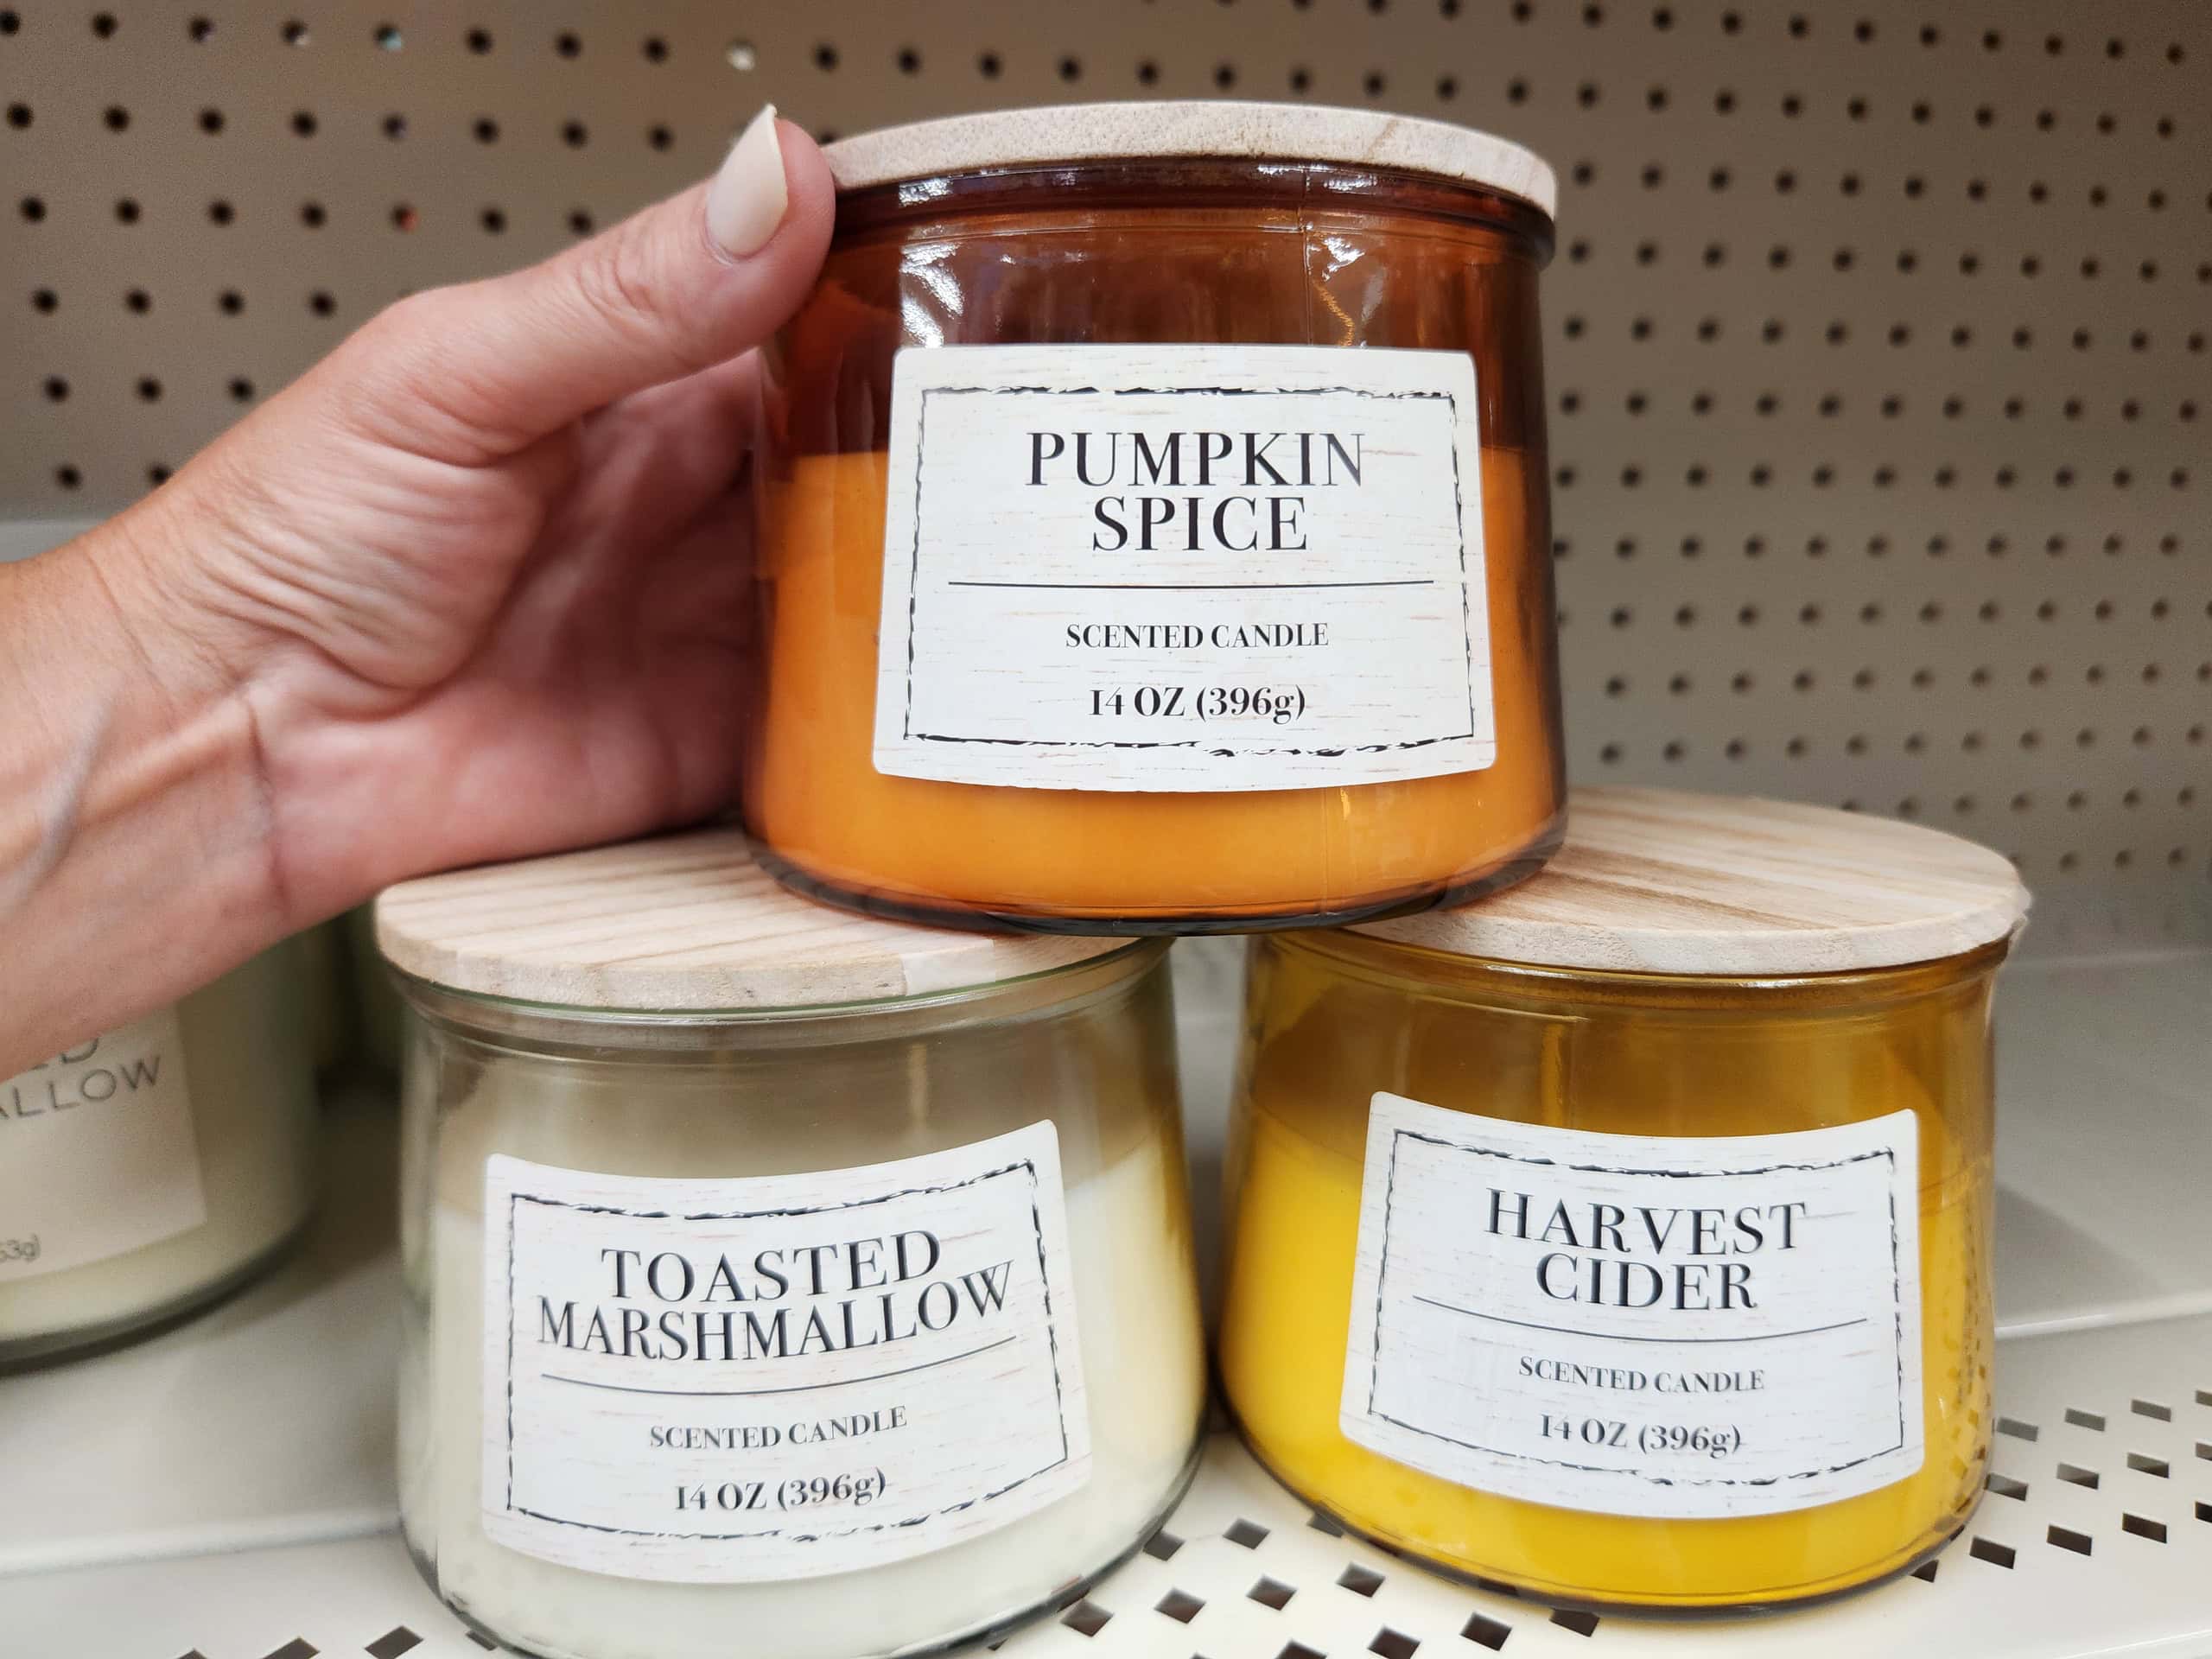 PUMPKIN
SPICE
SCENTED CANDLE
14 OZ (396g)
ALLOW
TOASTED
MARSHMALLOW
SCENTED CANDLE
14 OZ (396g)
HARVEST
CIDER
SCENTED CANDLE
14 OZ (396g)